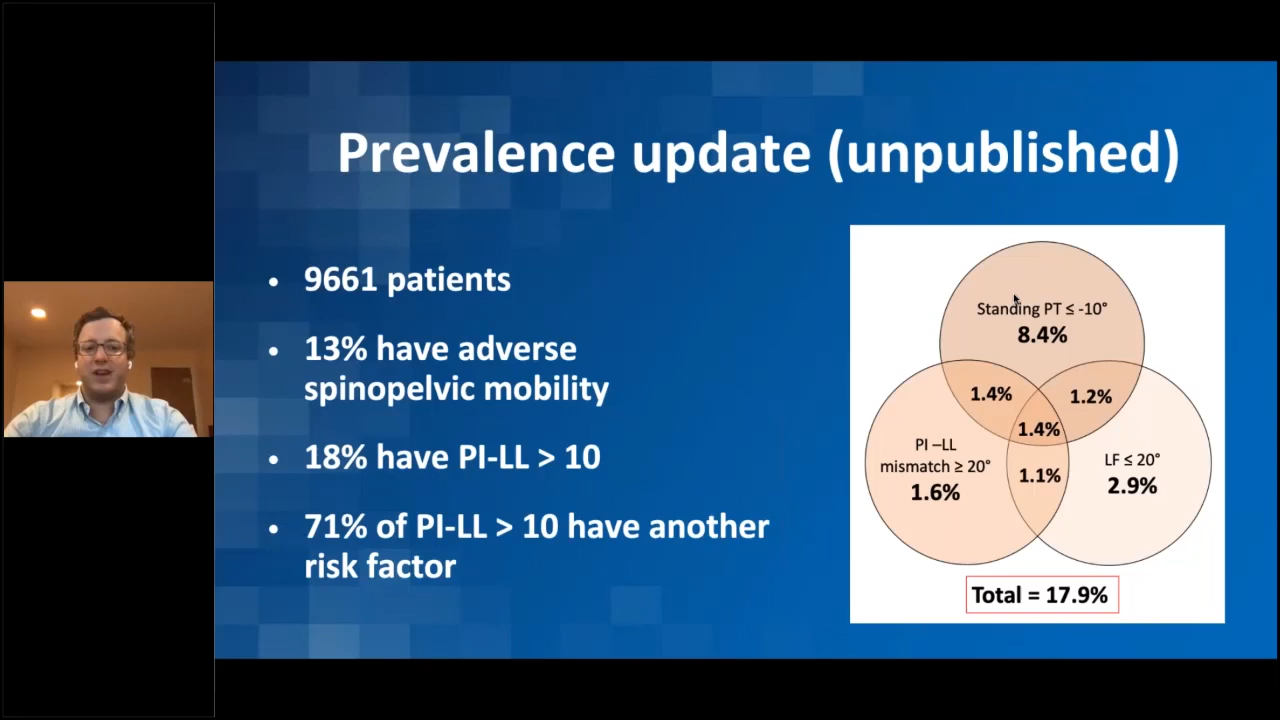 Prevalence update (unpublished)
• 9661 patients
• 13% have adverse
spinopelvic mobility
• 18% have PI-LL > 10
• 71% of PI-LL > 10 have another
risk factor
Standing PT ≤ -10°
8.4%
1.4%
1.2%
1.4%
PI –LL
mismatch ≥ 20°
1.6%
1.1%
LF ≤ 20°
2.9%
Total = 17.9%